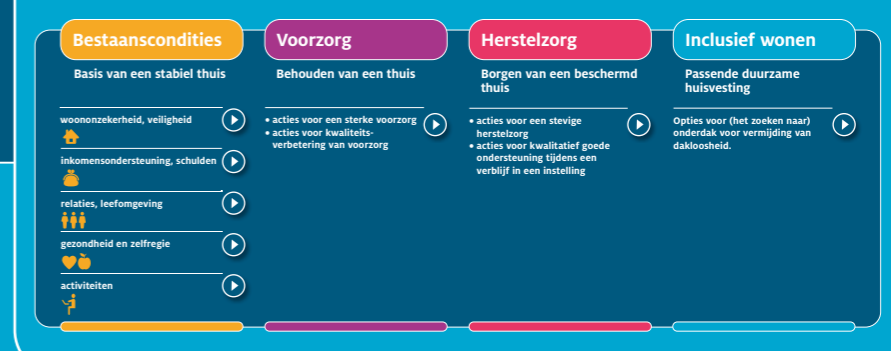 Bestaanscondities
Basis van een stabiel thuis
woononzekerheid, veiligheid
inkomensondersteuning, schulden
relaties, leefomgeving
gezondheid en zelfregie
activiteiten
Voorzorg
Behouden van een thuis
• acties voor een sterke voorzorg
• acties voor kwaliteits-
verbetering van voorzorg
Herstelzorg
Borgen van een beschermd
thuis
• acties voor een stevige
herstelzorg
• acties voor kwalitatief goede
ondersteuning tijdens een
verblijf in een instelling
Inclusief wonen
Passende duurzame
huisvesting
Opties voor (het zoeken naar)
onderdak voor vermijding van
dakloosheid.